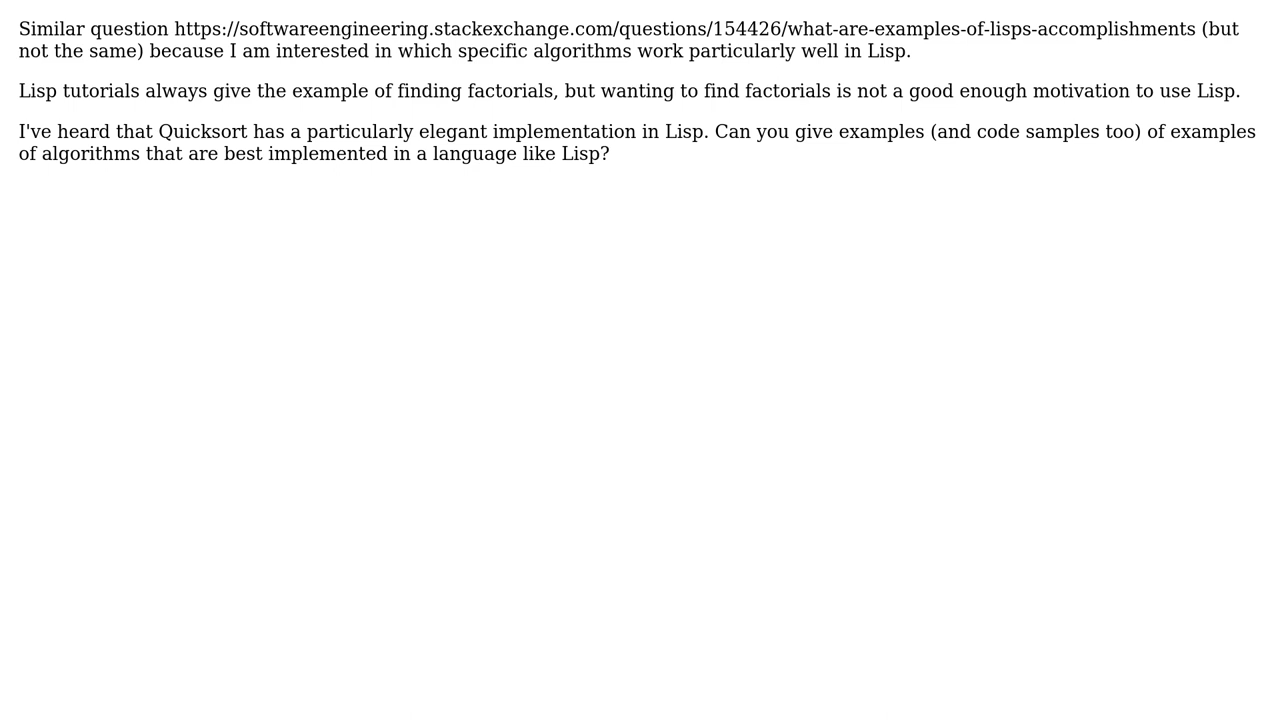 Similar question https://softwareengineering.stackexchange.com/questions/154426/what-are-examples-of-lisps-accomplishments (but
not the same) because I am interested in which specific algorithms work particularly well in Lisp.
Lisp tutorials always give the example of finding factorials, but wanting to find factorials is not a good enough motivation to use Lisp.
I've heard that Quicksort has a particularly elegant implementation in Lisp. Can you give examples (and code samples too) of examples
of algorithms that are best implemented in a language like Lisp?